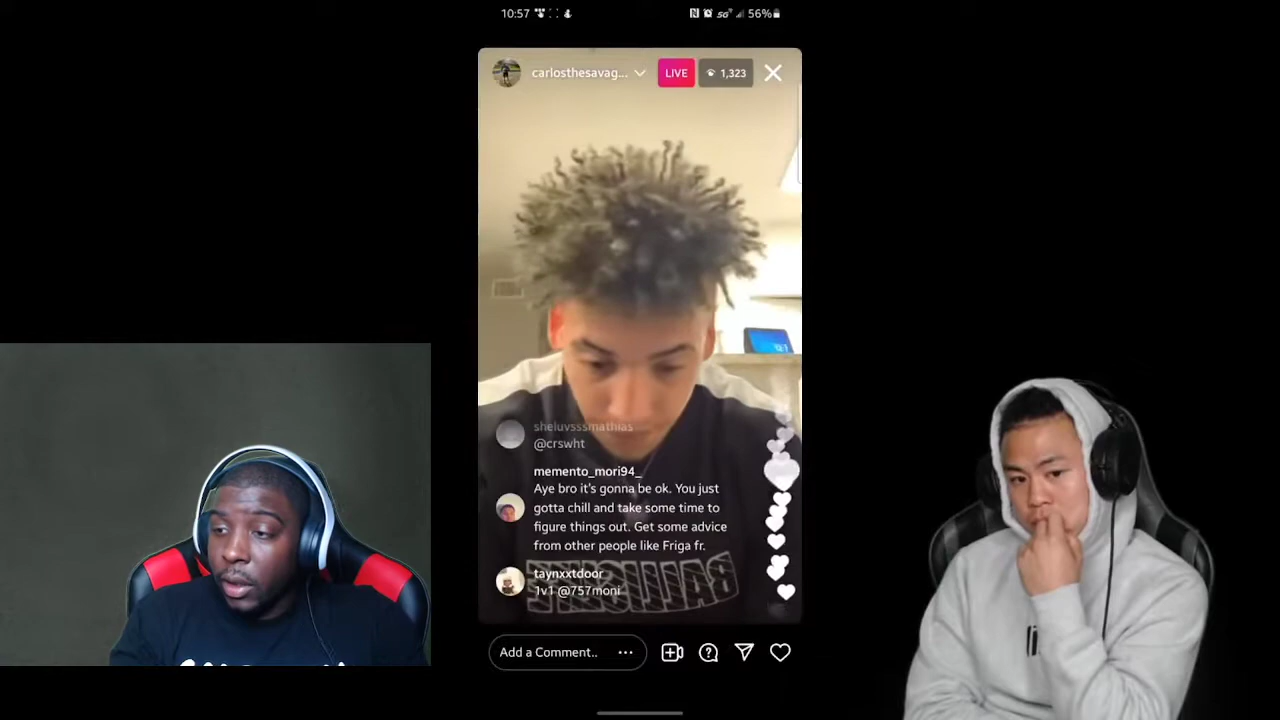 10:57
56%
carlosthesavag...
LIVE
1,323
sheluvsssmathias
@crswht
memento_mori94_
Aye bro it's gonna be ok. You just
gotta chill and take some time to
figure things out. Get some advice
from other people like Friga fr.
taynxxtdoor
1v1 @757moni
BALLISLIFE
Add a Comment..